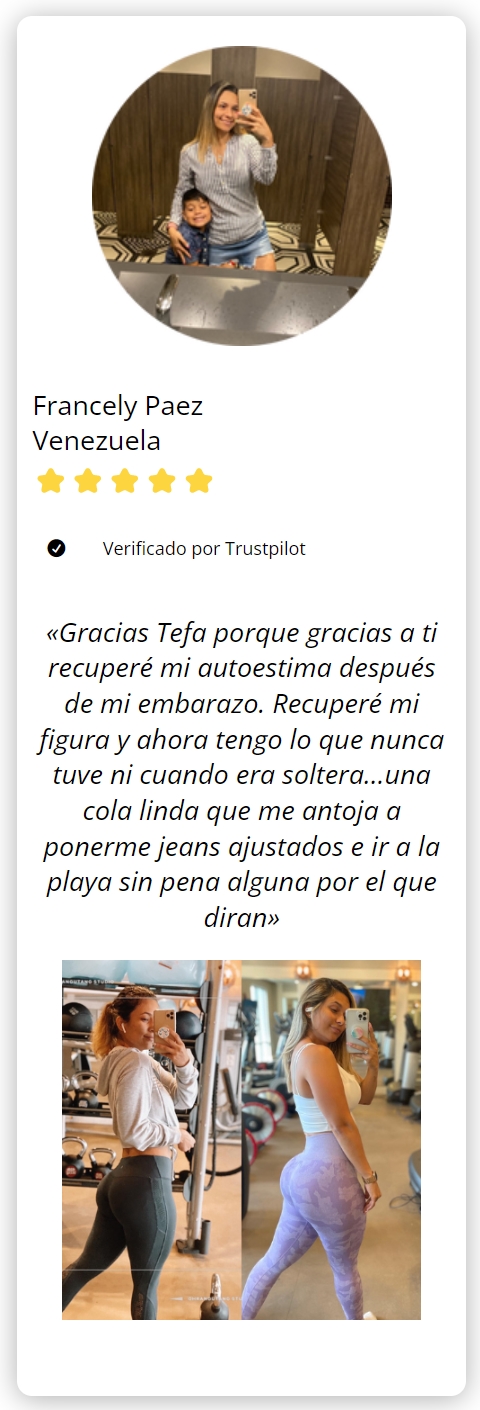 Francely Paez
Venezuela
Verificado por Trustpilot
«Gracias Tefa porque gracias a ti
recuperé mi autoestima después
de mi embarazo. Recuperé mi
figura y ahora tengo lo que nunca
tuve ni cuando era soltera...una
cola linda que me antoja a
ponerme jeans ajustados e ir a la
playa sin pena alguna por el que
diran»